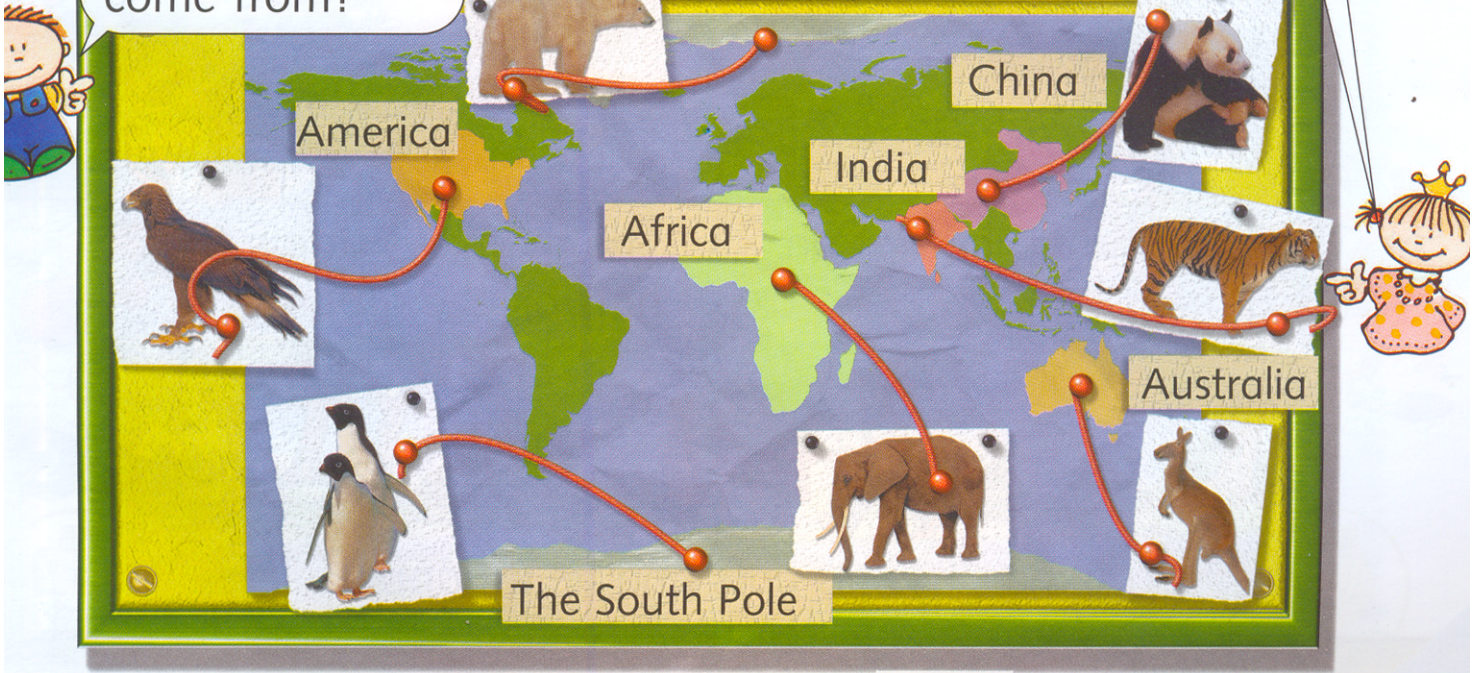 come from?
China
America
India
Africa
Australia
The South Pole